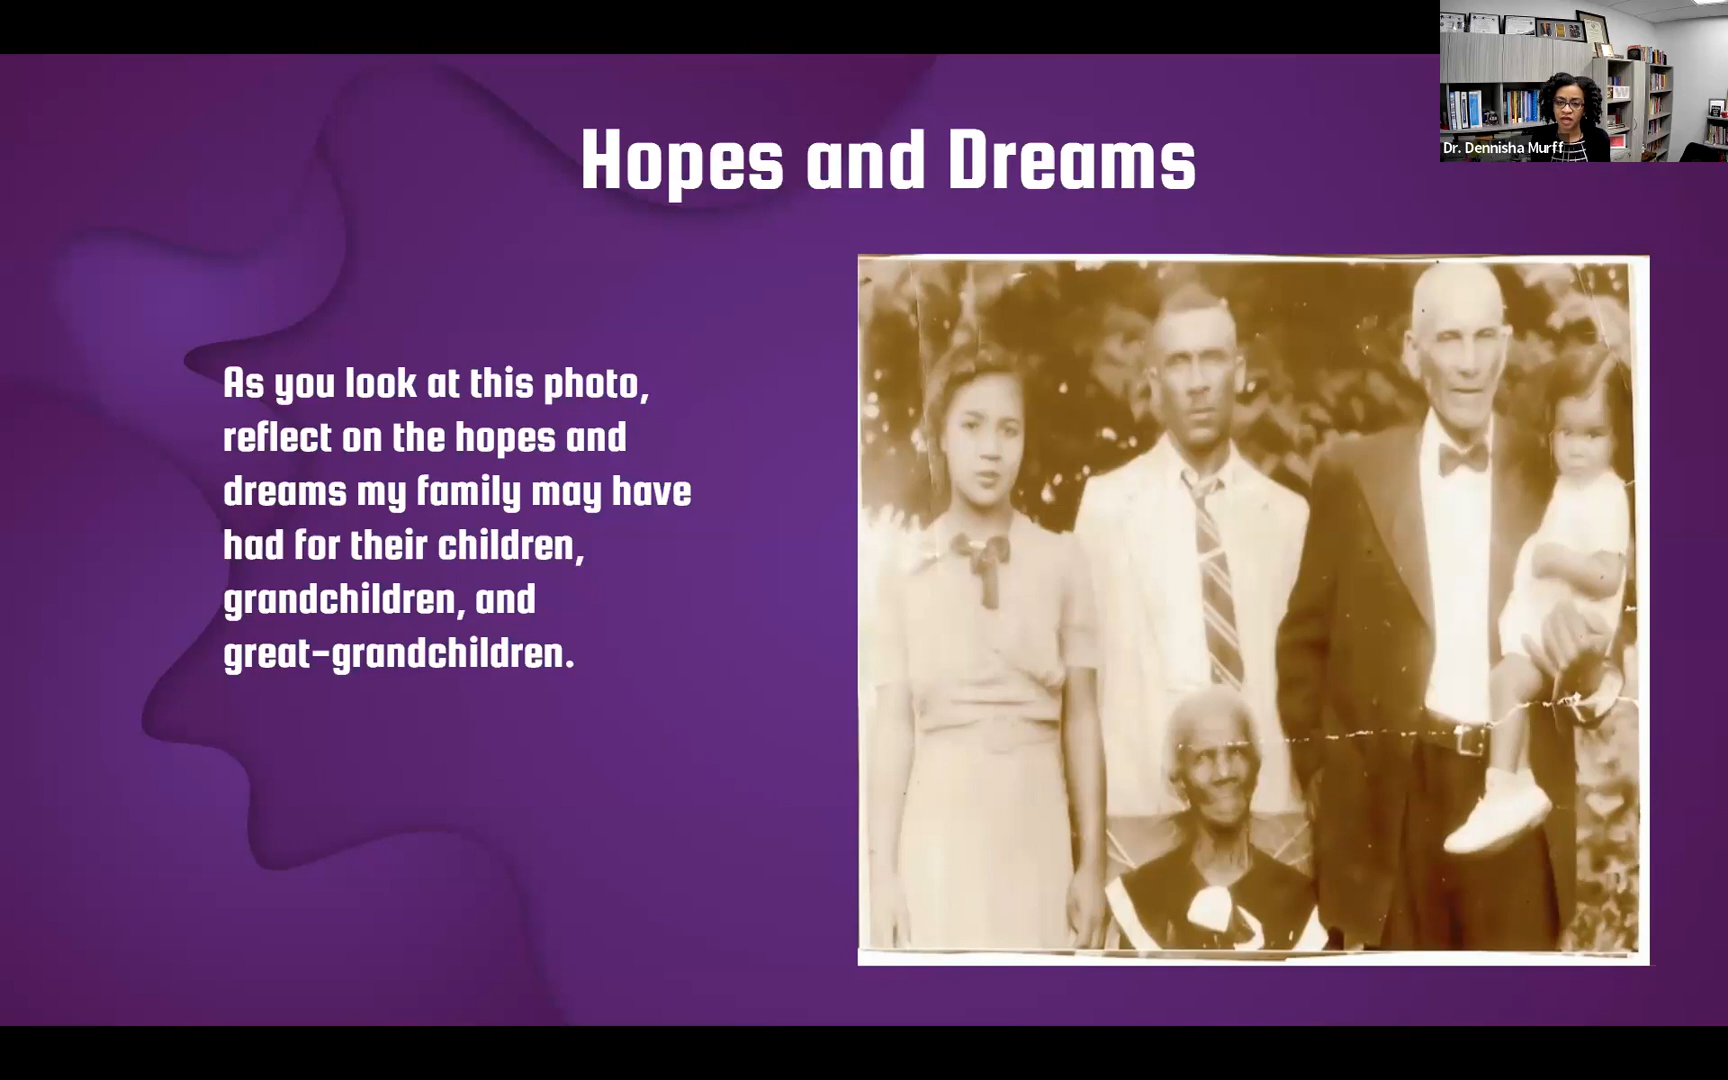 Hopes and Dreams
Dr. Dennisha Murff
As you look at this photo,
reflect on the hopes and
dreams my family may have
had for their children,
grandchildren, and
great-grandchildren.